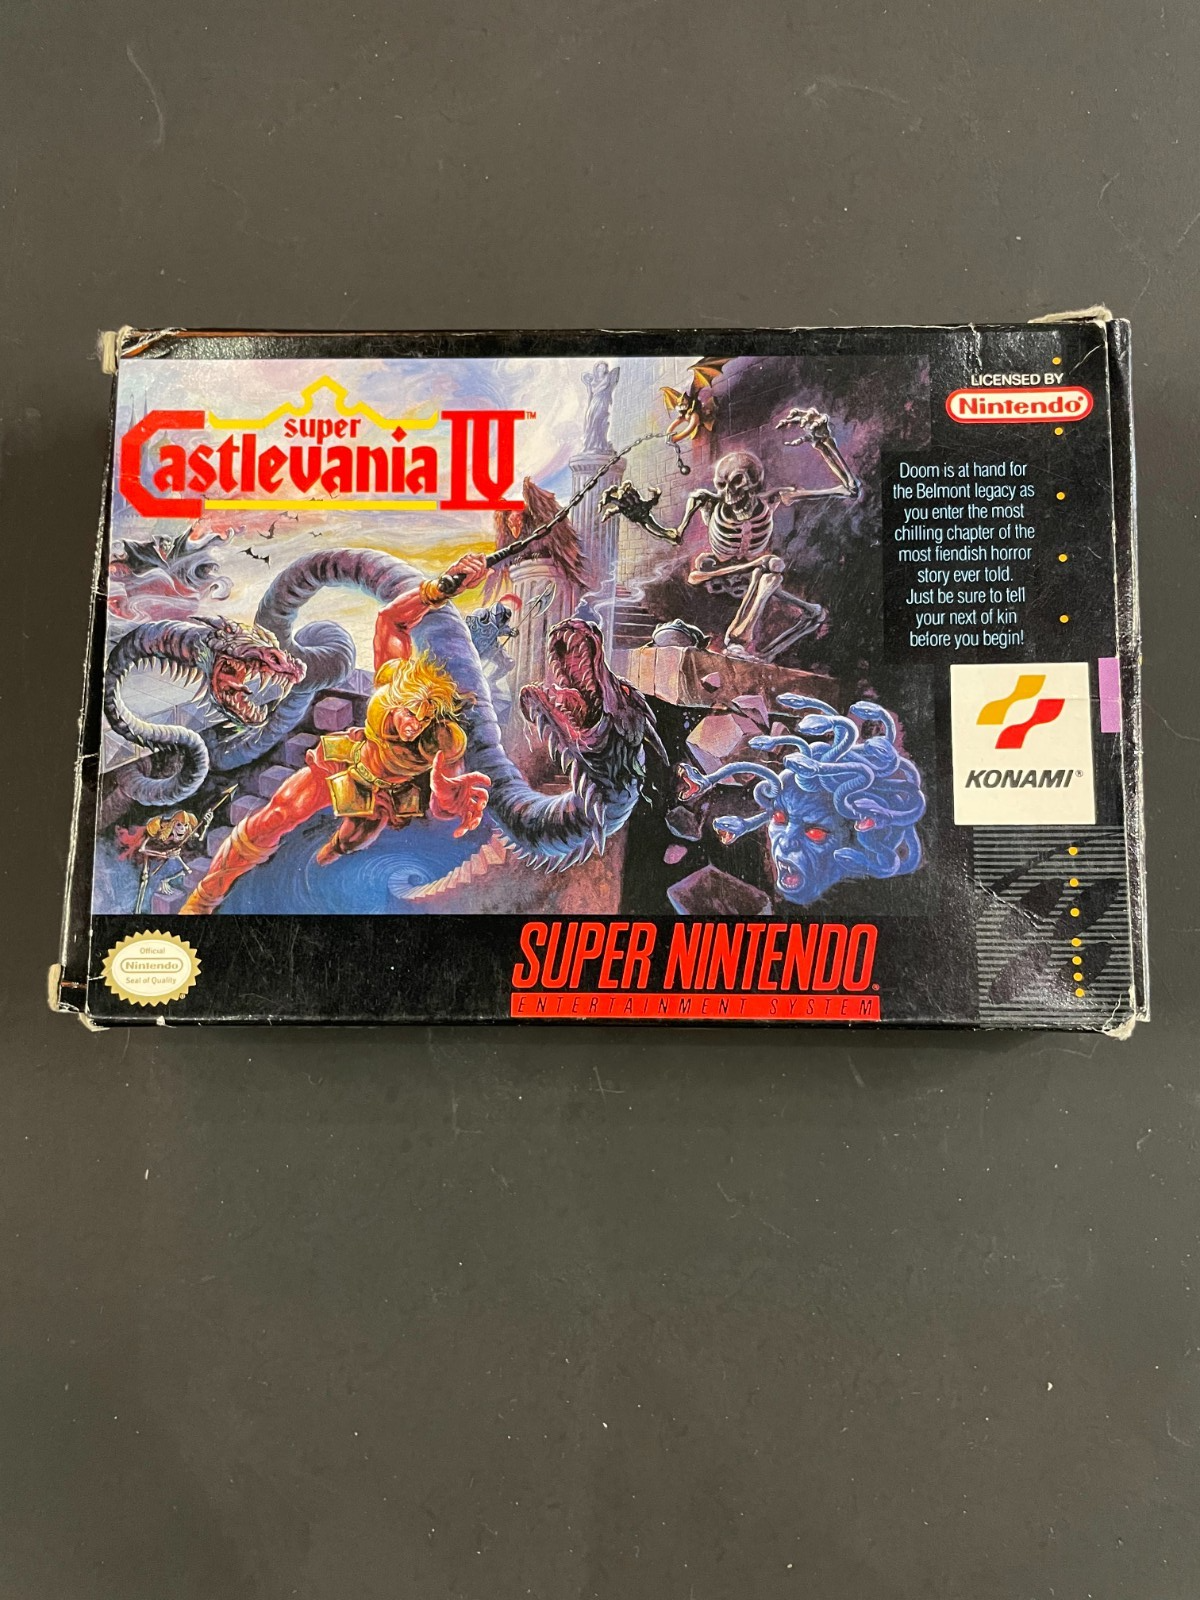 super
Castlevania IV™
LICENSED BY
Nintendo®
Doom is at hand for
the Belmont legacy as
you enter the most
chilling chapter of the
most fiendish horror
story ever told.
Just be sure to tell
your next of kin
before you begin!
KONAMI®
Official
Nintendo
Seal of Quality
®
SUPER NINTENDO®
ENTERTAINMENT SYSTEM